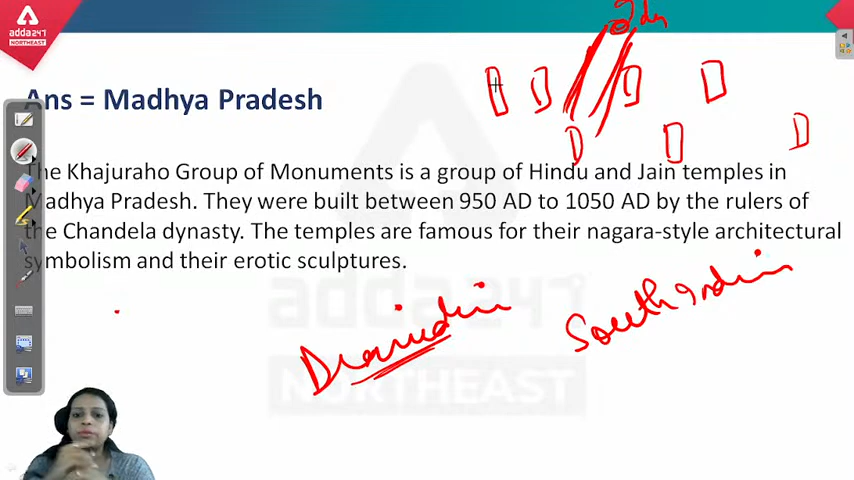 adda247
NORTHEAST
Ans = Madhya Pradesh
The Khajuraho Group of Monuments is a group of Hindu and Jain temples in
Madhya Pradesh. They were built between 950 AD to 1050 AD by the rulers of
the Chandela dynasty. The temples are famous for their nagara-style architectural
symbolism and their erotic sculptures.
Dravidian
South Indian
adda247
NORTHEAST